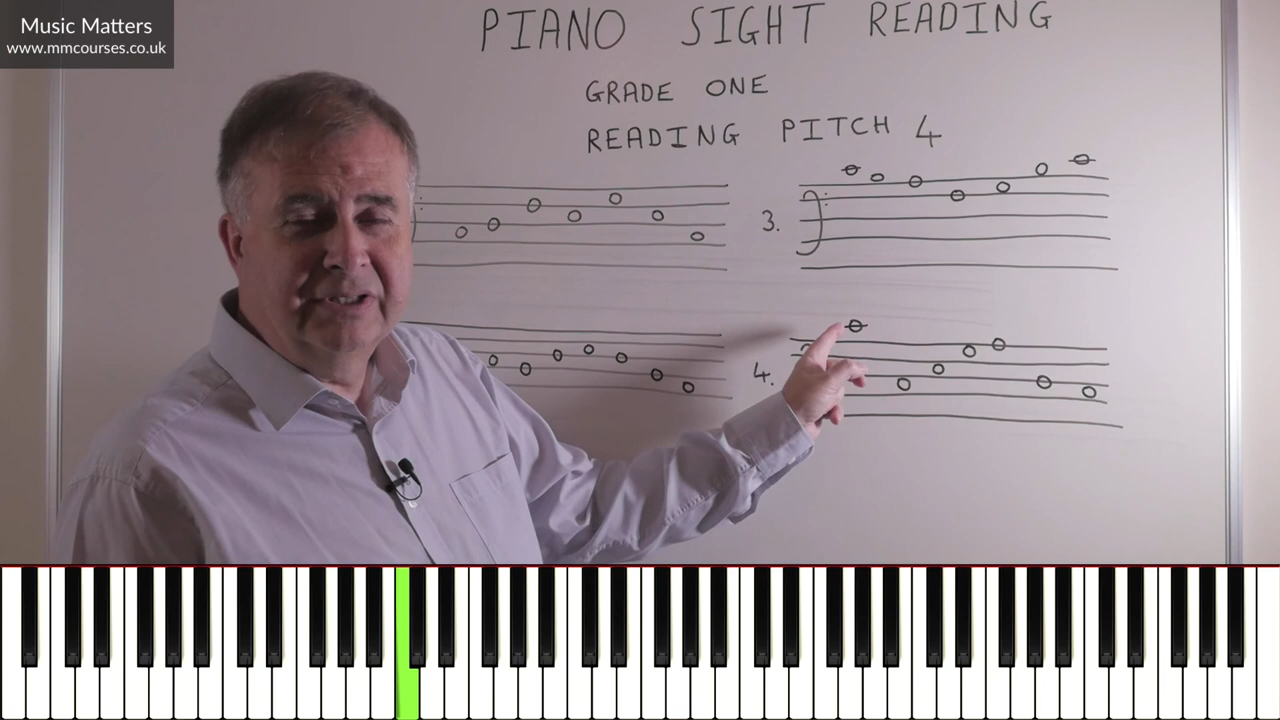 Music Matters
www.mmcourses.co.uk
PIANO SIGHT READING
GRADE ONE
READING PITCH 4
3.
4.